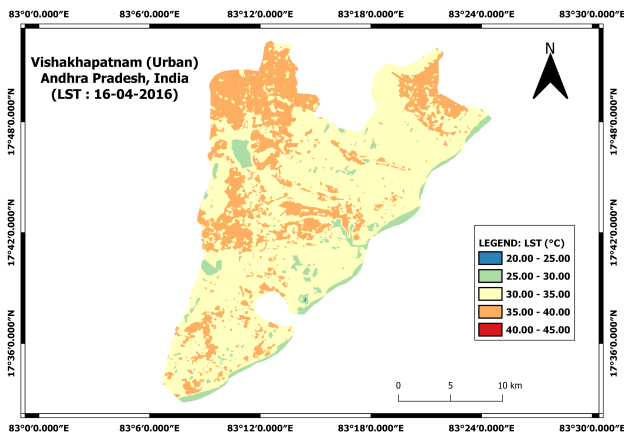 83°0'0.000"E 83°6'0.000"E 83°12'0.000"E 83°18'0.000"E 83°24'0.000"E 83°30'0.000"E
Vishakhapatnam (Urban)
Andhra Pradesh, India
(LST : 16-04-2016)
N
17°48'0.000"N
17°48'0.000"N
17°42'0.000"N
17°42'0.000"N
17°36'0.000"N
17°36'0.000"N
LEGEND: LST (°C)
20.00 - 25.00
25.00 - 30.00
30.00 - 35.00
35.00 - 40.00
40.00 - 45.00
0 5 10 km
83°0'0.000"E 83°6'0.000"E 83°12'0.000"E 83°18'0.000"E 83°24'0.000"E 83°30'0.000"E